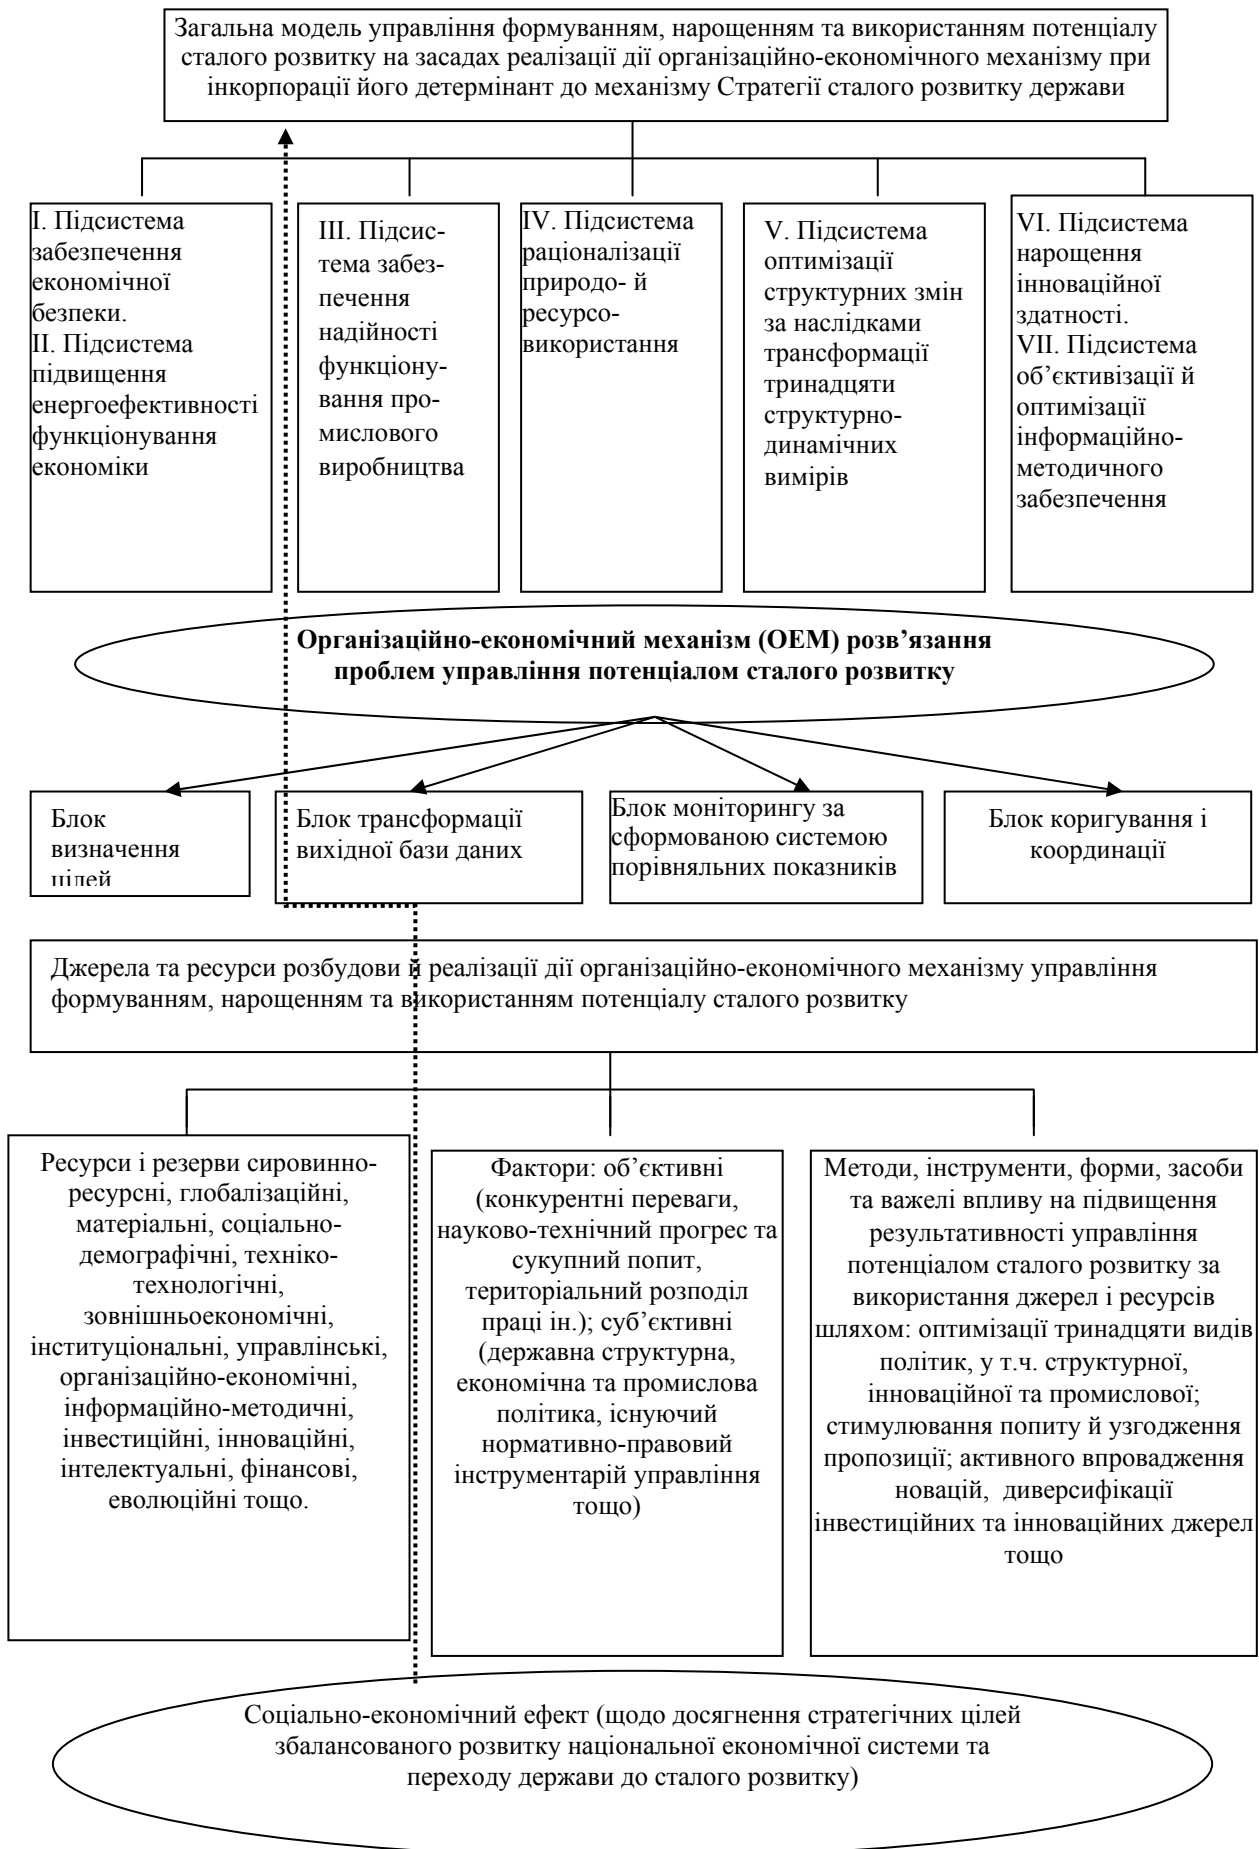 Загальна модель управління формуванням, нарощенням та використанням потенціалу
сталого розвитку на засадах реалізації дії організаційно-економічного механізму при
інкорпорації його детермінант до механізму Стратегії сталого розвитку держави
I. Підсистема
забезпечення
економічної
безпеки.
II. Підсистема
підвищення
енергоефективності
функціонування
економіки
III. Підсис-
тема забез-
печення
надійності
функціону-
вання про-
мислового
виробництва
IV. Підсистема
раціоналізації
природо- й
ресурсо-
використання
V. Підсистема
оптимізації
структурних змін
за наслідками
трансформації
тринадцяти
структурно-
динамічних
вимірів
VI. Підсистема
нарощення
інноваційної
здатності.
VII. Підсистема
об’єктивізації й
оптимізації
інформаційно-
методичного
забезпечення
Організаційно-економічний механізм (ОЕМ) розв’язання
проблем управління потенціалом сталого розвитку
Блок
визначення
цілей
Блок трансформації
вихідної бази даних
Блок моніторингу за
сформованою системою
порівняльних показників
Блок коригування і
координації
Джерела та ресурси розбудови й реалізації дії організаційно-економічного механізму управління
формуванням, нарощенням та використанням потенціалу сталого розвитку
Ресурси і резерви сировинно-
ресурсні, глобалізаційні,
матеріальні, соціально-
демографічні, техніко-
технологічні,
зовнішньоекономічні,
інституціональні, управлінські,
організаційно-економічні,
інформаційно-методичні,
інвестиційні, інноваційні,
інтелектуальні, фінансові,
еволюційні тощо.
Фактори: об’єктивні
(конкурентні переваги,
науково-технічний прогрес та
сукупний попит,
територіальний розподіл
праці ін.); суб’єктивні
(державна структурна,
економічна та промислова
політика, існуючий
нормативно-правовий
інструментарій управління
тощо)
Методи, інструменти, форми, засоби
та важелі впливу на підвищення
результативності управління
потенціалом сталого розвитку за
використання джерел і ресурсів
шляхом: оптимізації тринадцяти видів
політик, у т.ч. структурної,
інноваційної та промислової;
стимулювання попиту й узгодження
пропозиції; активного впровадження
новацій, диверсифікації
інвестиційних та інноваційних джерел
тощо
Соціально-економічний ефект (щодо досягнення стратегічних цілей
збалансованого розвитку національної економічної системи та
переходу держави до сталого розвитку)